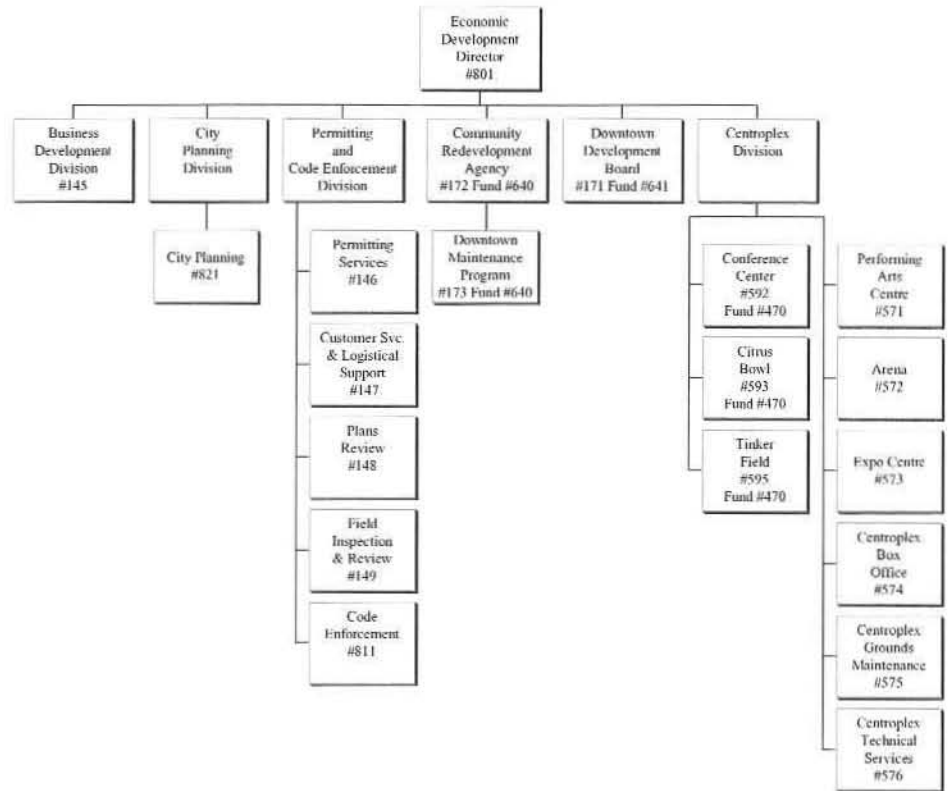 Economic
Development
Director
#801
Business
Development
Division
#145
City
Planning
Division
Permitting
and
Code Enforcement
Division
Community
Redevelopment
Agency
#172 Fund #640
Downtown
Development
Board
#171 Fund #641
Centroplex
Division
City Planning
#821
Permitting
Services
#146
Customer Svc.
& Logistical
Support
#147
Plans
Review
#148
Field
Inspection
& Review
#149
Code
Enforcement
#811
Downtown
Maintenance
Program
#173 Fund #640
Conference
Center
#592
Fund #470
Citrus
Bowl
#593
Fund #470
Tinker
Field
#595
Fund #470
Performing
Arts
Centre
#571
Arena
#572
Expo Centre
#573
Centroplex
Box
Office
#574
Centroplex
Grounds
Maintenance
#575
Centroplex
Technical
Services
#576